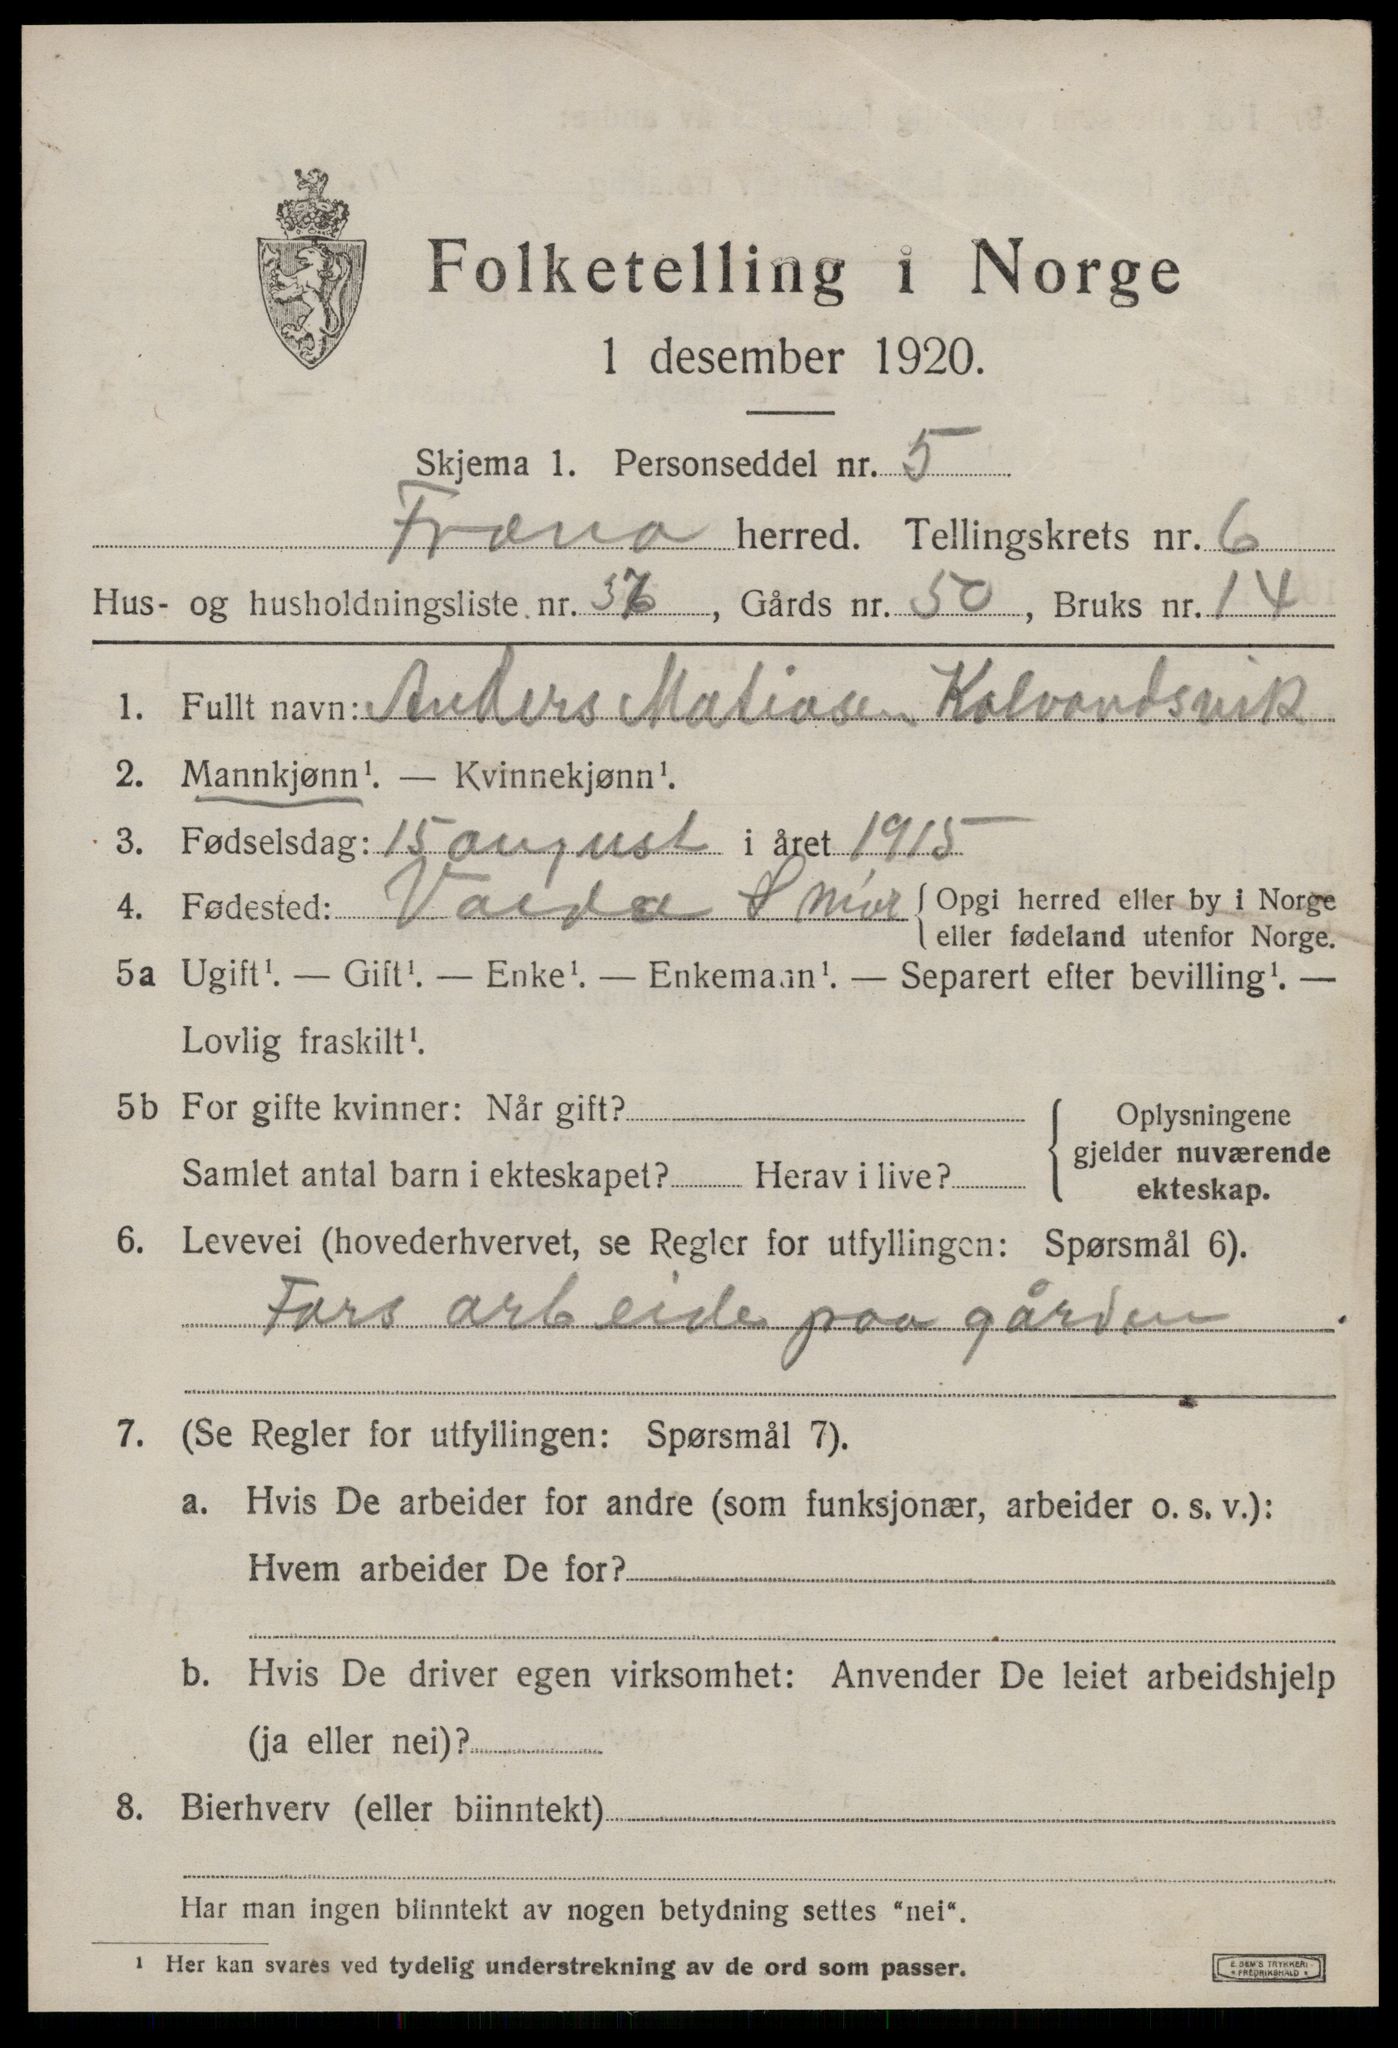 Folketelling i Norge
1 desember 1920.
Skjema 1. Personseddel nr. 5
Fræna herred. Tellingskrets nr. 6
Hus- og husholdningsliste nr. 36, Gårds nr. 50, Bruks nr. 14
1. Fullt navn: Anders Matiasen Kolvardsvik
2. Mannkjønn¹. — Kvinnekjønn¹.
3. Fødselsdag: 15 august i året 1915
4. Fødested: {Opgi herred eller by i Norge
eller fødeland utenfor Norge.
5a Ugift¹. — Gift¹. — Enke¹. — Enkemann¹. — Separert efter bevilling¹. —
Lovlig fraskilt¹.
5b For gifte kvinner: Når gift? {Oplysningene
gjelder nuværende
Samlet antal barn i ekteskapet? Herav i live? ekteskap.
6. Levevei (hovederhvervet, se Regler for utfyllingen: Spørsmål 6).
Fars arbeide paa gården.
7. (Se Regler for utfyllingen: Spørsmål 7).
a. Hvis De arbeider for andre (som funksjonær, arbeider o. s. v.):
Hvem arbeider De for?
b. Hvis De driver egen virksomhet: Anvender De leiet arbeidshjelp
(ja eller nei)?
8. Bierhverv (eller biinntekt)
Har man ingen biinntekt av nogen betydning settes "nei".
¹ Her kan svares ved tydelig understrekning av de ord som passer.
E. SEM'S TRYKKERI
* FREDRIKSHALD *